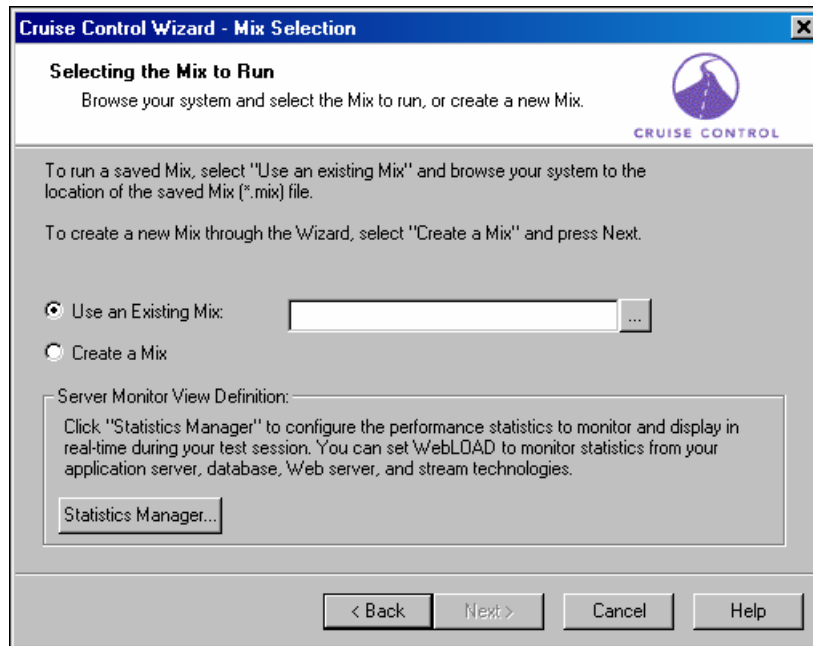 Cruise Control Wizard - Mix Selection
Selecting the Mix to Run
Browse your system and select the Mix to run, or create a new Mix.
CRUISE CONTROL
To run a saved Mix, select "Use an existing Mix" and browse your system to the
location of the saved Mix (*.mix) file.
To create a new Mix through the Wizard, select "Create a Mix" and press Next.
Use an Existing Mix:
...
Create a Mix
Server Monitor View Definition:
Click "Statistics Manager" to configure the performance statistics to monitor and display in
real-time during your test session. You can set WebLOAD to monitor statistics from your
application server, database, Web server, and stream technologies.
Statistics Manager...
< Back
Next >
Cancel
Help